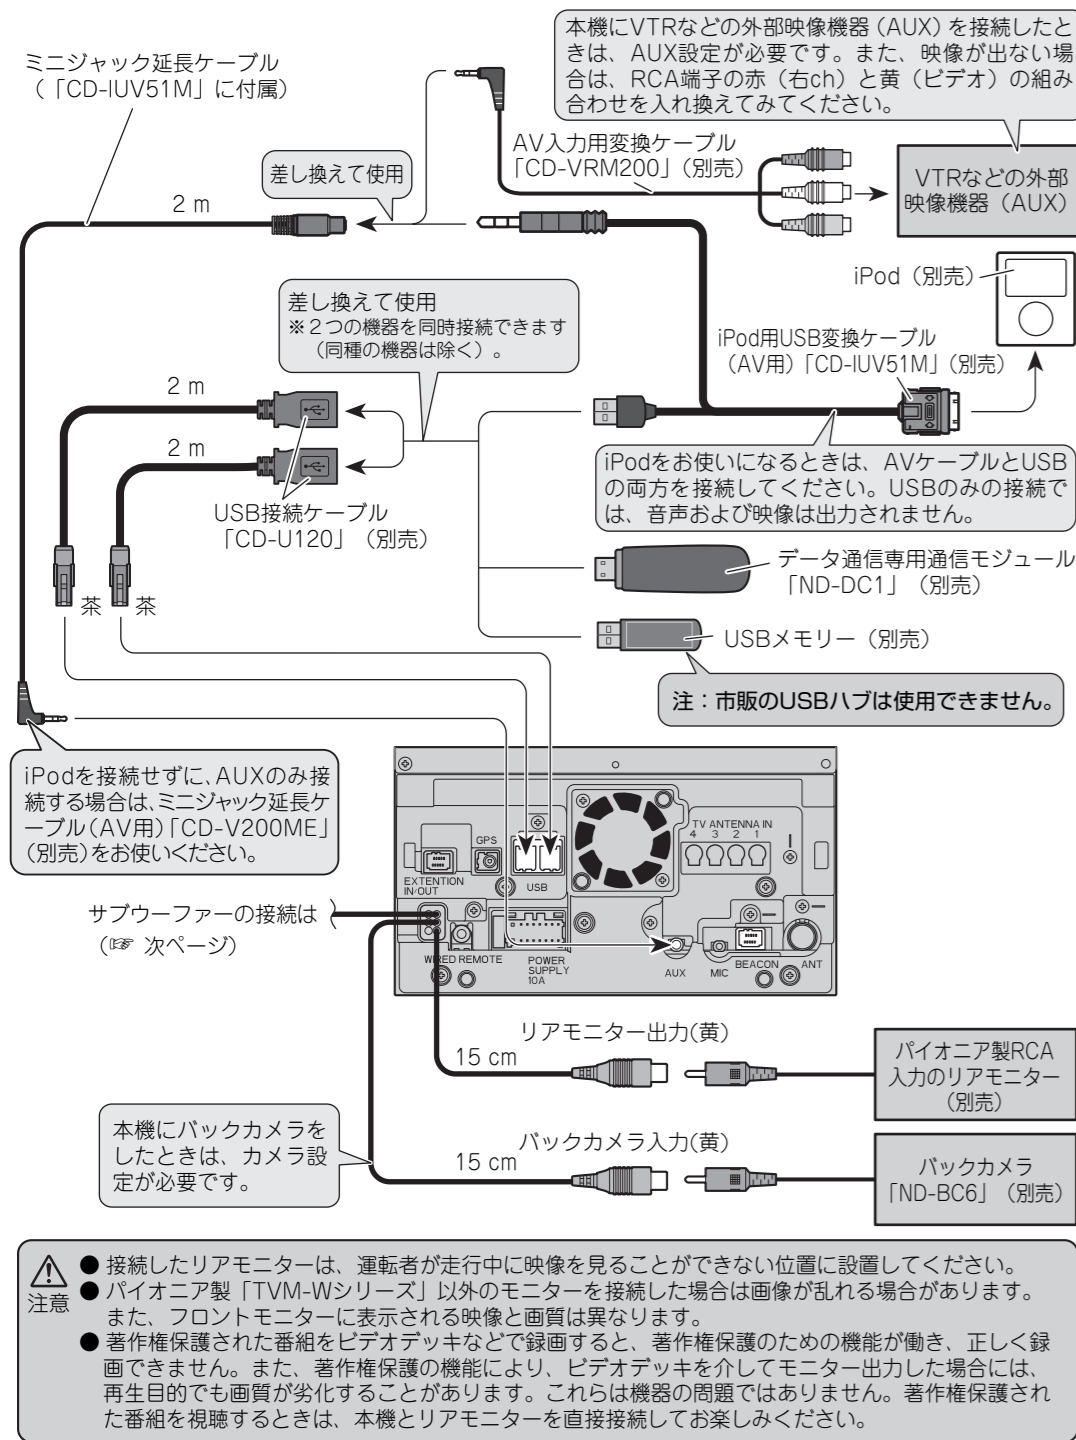 本機にVTRなどの外部映像機器（AUX）を接続したと
きは、AUX設定が必要です。また、映像が出ない場
合は、RCA端子の赤（右ch）と黄（ビデオ）の組み
合わせを入れ換えてみてください。
ミニジャック延長ケーブル
（「CD-IUV51M」に付属）
AV入力用変換ケーブル
「CD-VRM200」（別売）
差し換えて使用
VTRなどの外部
映像機器（AUX）
2 m
iPod（別売）
差し換えて使用
※２つの機器を同時接続できます
（同種の機器は除く）。
iPod用USB変換ケーブル
（AV用）「CD-IUV51M」（別売）
2 m
2 m
iPodをお使いになるときは、AVケーブルとUSB
の両方を接続してください。USBのみの接続で
は、音声および映像は出力されません。
USB接続ケーブル
「CD-U120」（別売）
データ通信専用通信モジュール
「ND-DC1」（別売）
茶
茶
USBメモリー（別売）
注：市販のUSBハブは使用できません。
iPodを接続せずに、AUXのみ接
続する場合は、ミニジャック延長ケ
ーブル（AV用）「CD-V200ME」
（別売）をお使いください。
TV ANTENNA IN
4 3 2 1
GPS
EXTENTION
IN/OUT
USB
サブウーファーの接続は
（☞ 次ページ）
WIRED REMOTE
POWER
SUPPLY
10A
AUX
MIC
BEACON
ANT
リアモニター出力(黄)
15 cm
パイオニア製RCA
入力のリアモニター
（別売）
本機にバックカメラを
したときは、カメラ設
定が必要です。
バックカメラ入力(黄)
15 cm
バックカメラ
「ND-BC6」（別売）
注意
● 接続したリアモニターは、運転者が走行中に映像を見ることができない位置に設置してください。
● パイオニア製「TVM-Wシリーズ」以外のモニターを接続した場合は画像が乱れる場合があります。
また、フロントモニターに表示される映像と画質は異なります。
● 著作権保護された番組をビデオデッキなどで録画すると、著作権保護のための機能が働き、正しく録
画できません。また、著作権保護の機能により、ビデオデッキを介してモニター出力した場合には、
再生目的でも画質が劣化することがあります。これらは機器の問題ではありません。著作権保護され
た番組を視聴するときは、本機とリアモニターを直接接続してお楽しみください。